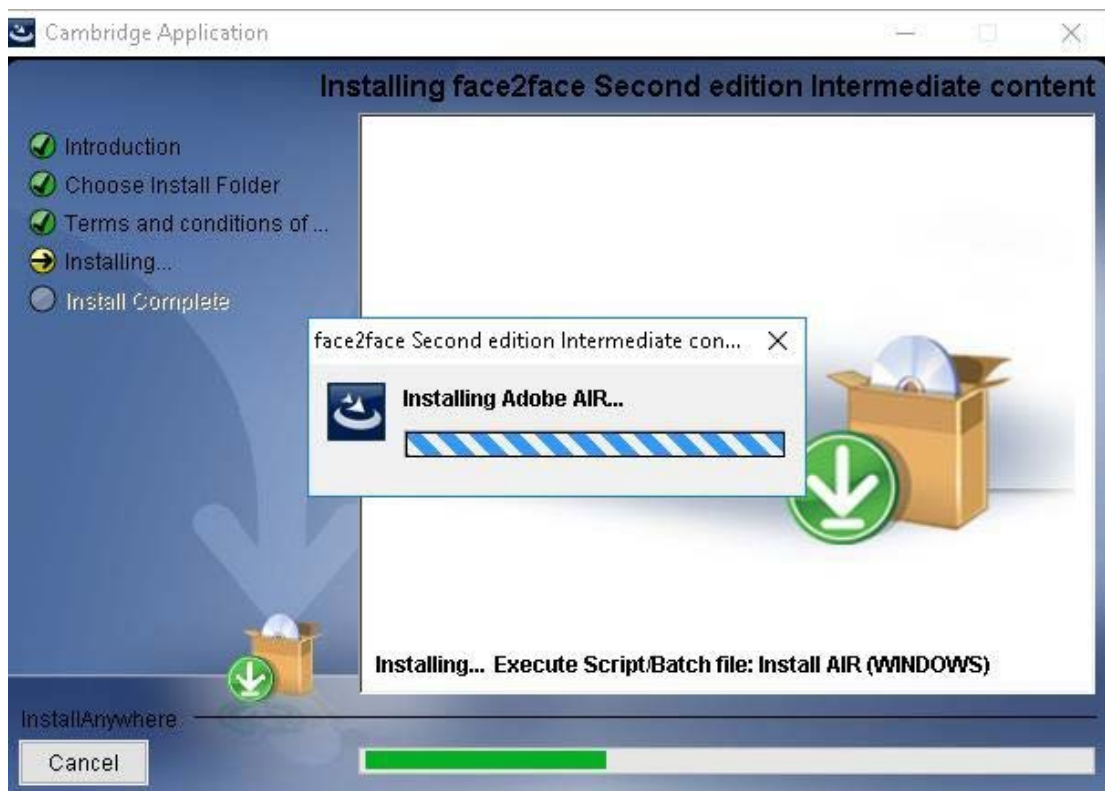 Cambridge Application
Installing face2face Second edition Intermediate content
Introduction
Choose Install Folder
Terms and conditions of ...
Installing...
Install Complete
face2face Second edition Intermediate con...
Installing Adobe AIR...
Installing... Execute Script/Batch file: Install AIR (WINDOWS)
InstallAnywhere
Cancel